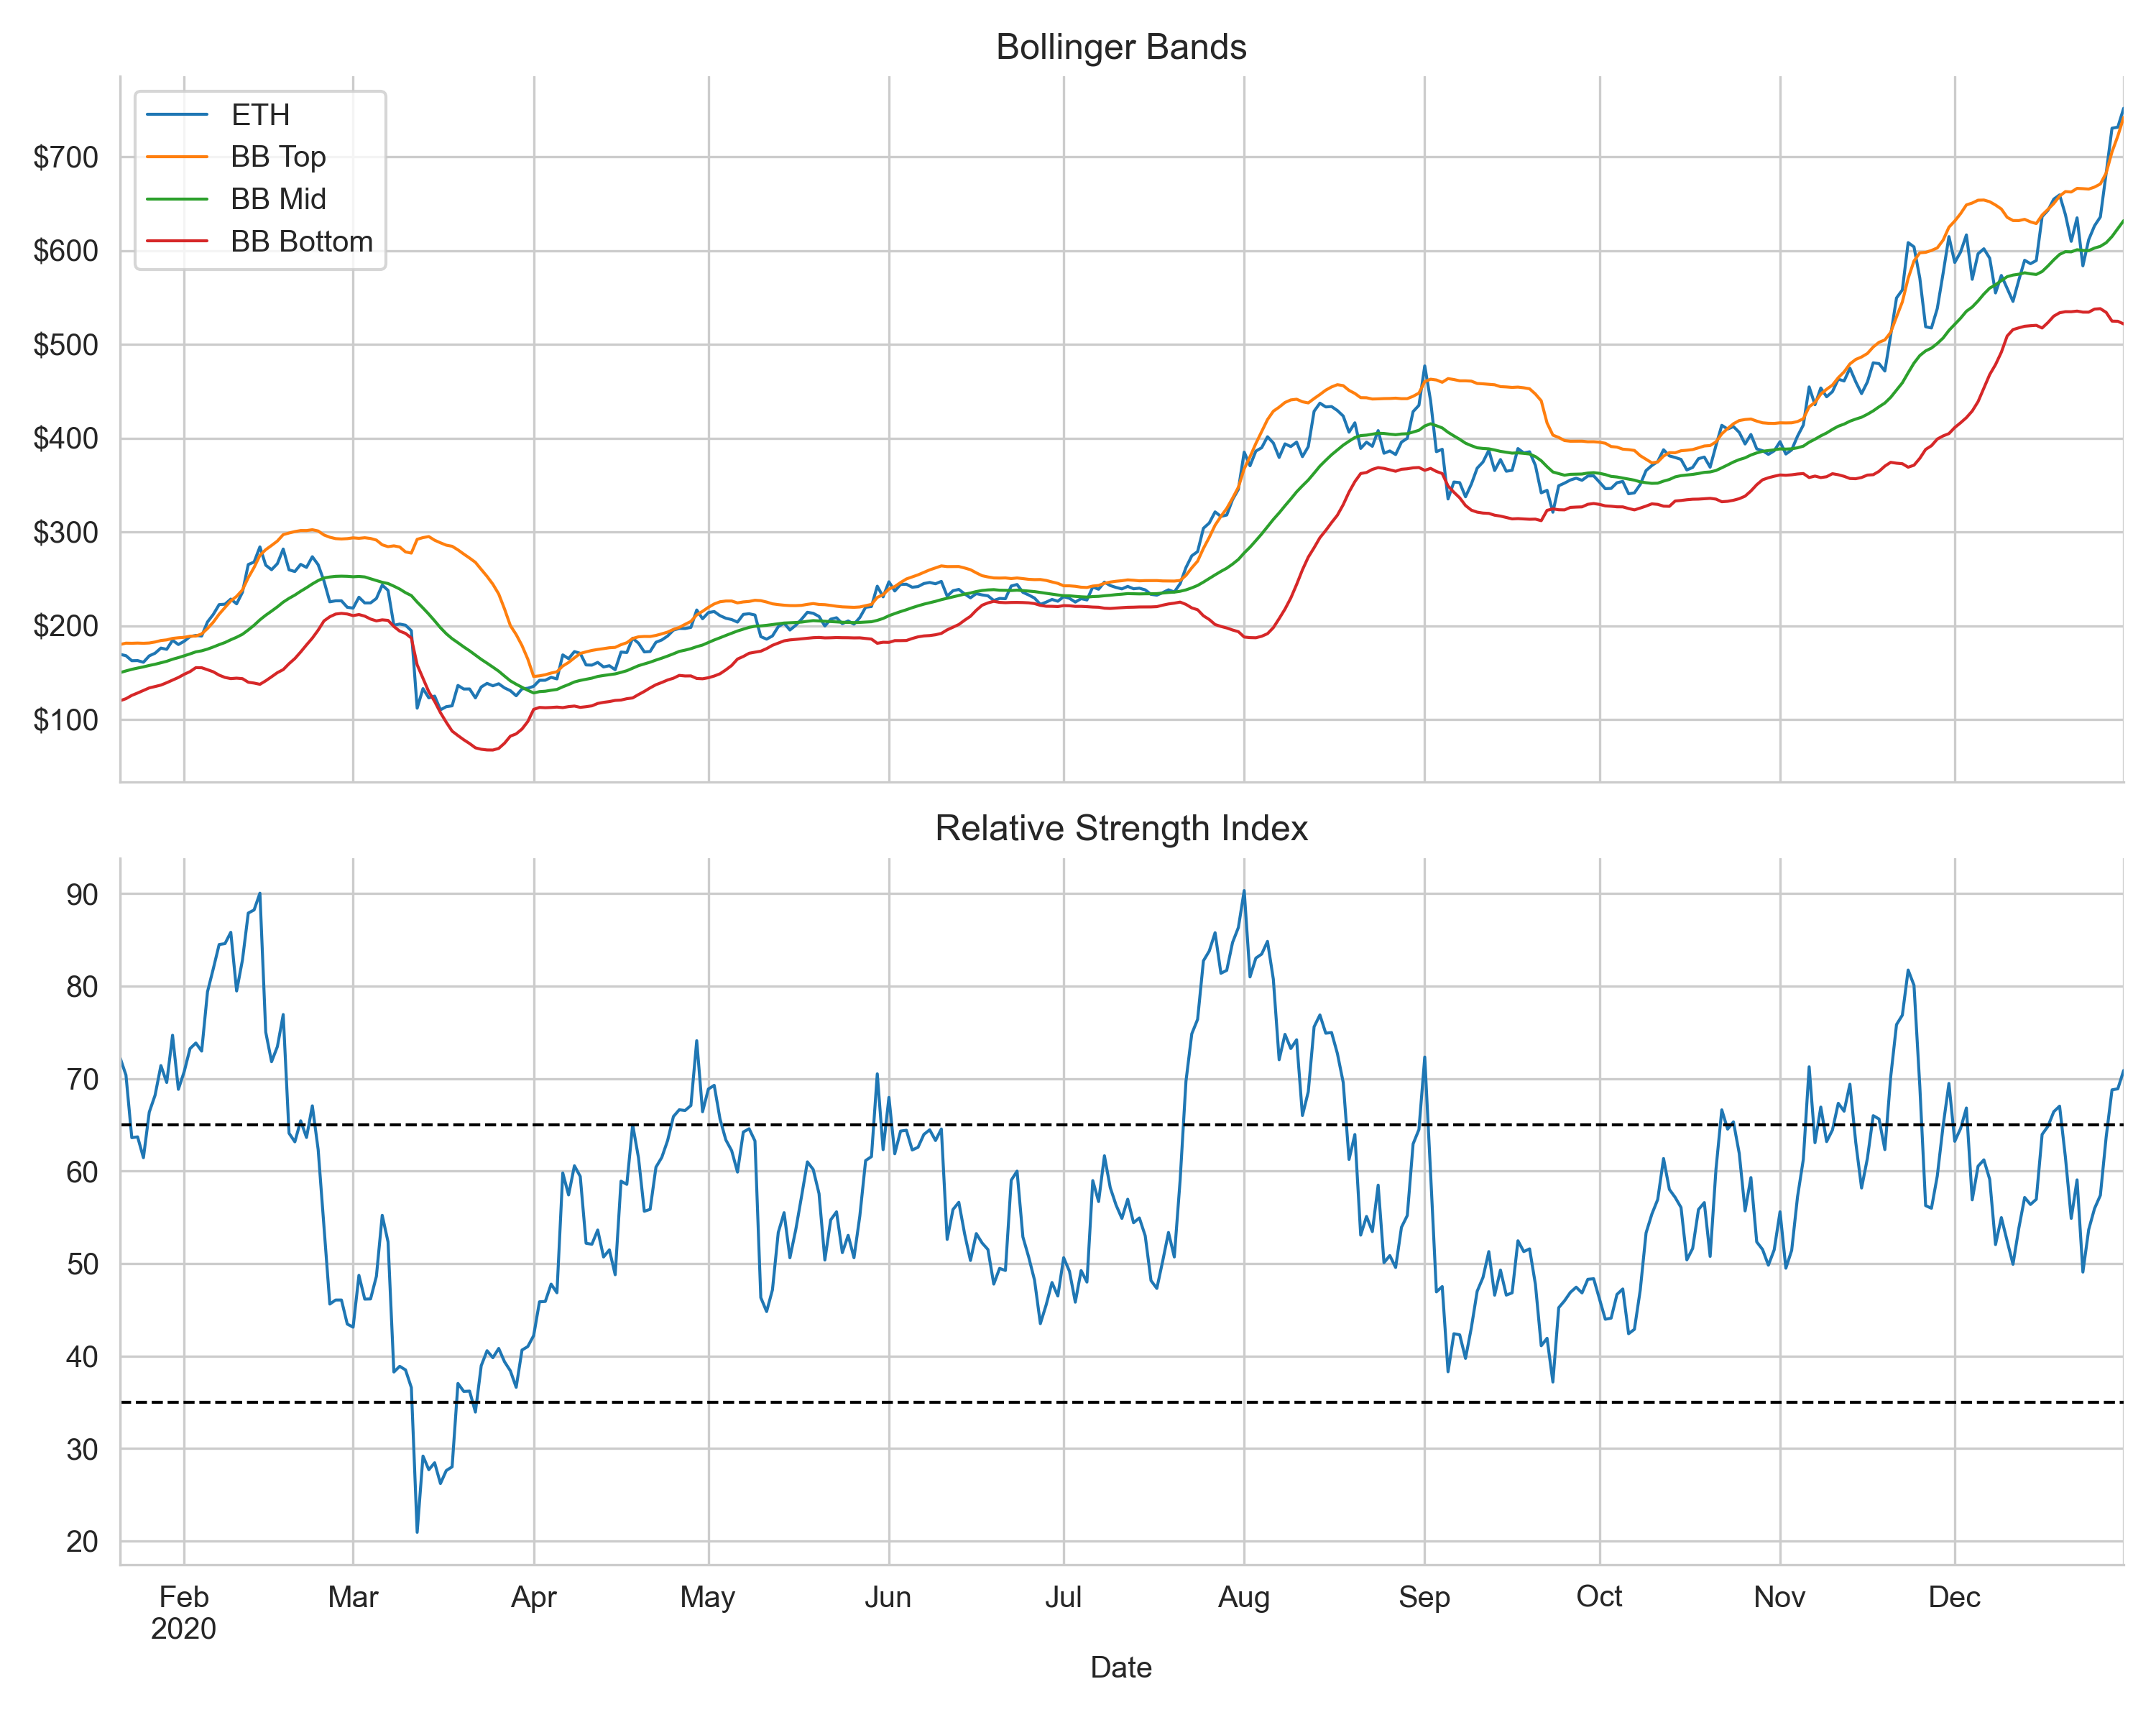 Bollinger Bands
ETH
BB Top
BB Mid
BB Bottom
$700
$600
$500
$400
$300
$200
$100
Relative Strength Index
90
80
70
60
50
40
30
20
Feb Mar Apr May Jun Jul Aug Sep Oct Nov Dec
2020
Date